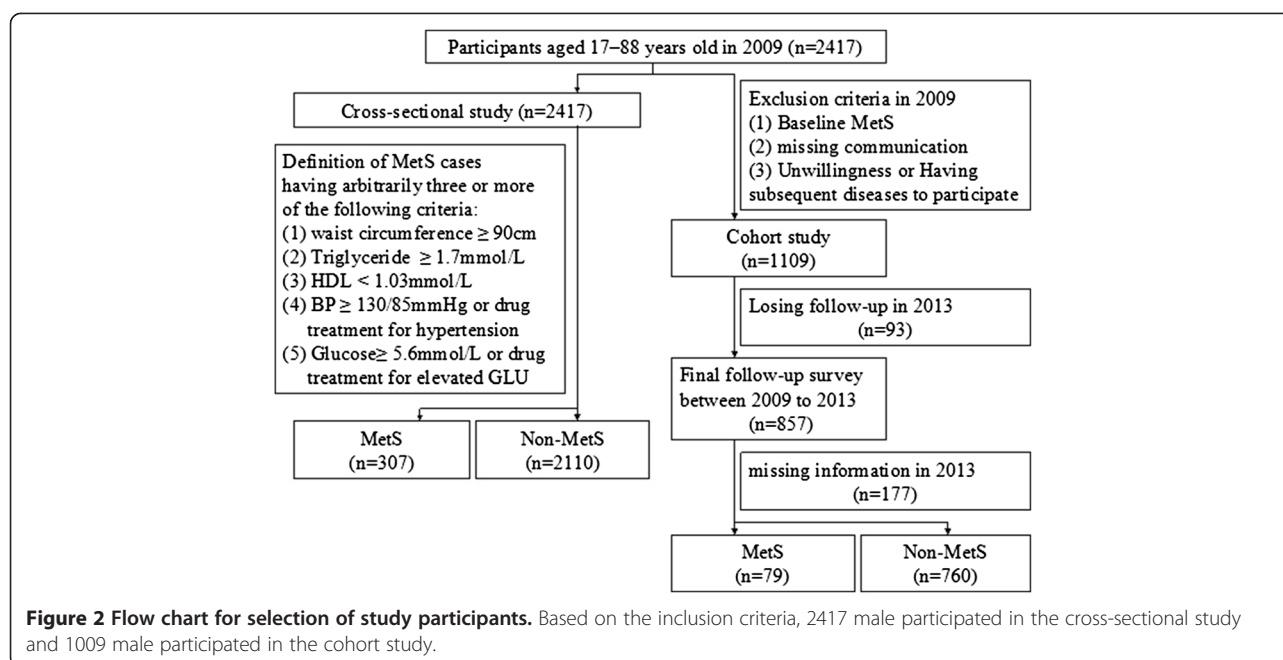 Participants aged 17–88 years old in 2009 (n=2417)
Cross-sectional study (n=2417)
Definition of MetS cases
having arbitrarily three or more
of the following criteria:
(1) waist circumference ≥ 90cm
(2) Triglyceride ≥ 1.7mmol/L
(3) HDL < 1.03mmol/L
(4) BP ≥ 130/85mmHg or drug
treatment for hypertension
(5) Glucose≥ 5.6mmol/L or drug
treatment for elevated GLU
MetS
(n=307)
Non-MetS
(n=2110)
Exclusion criteria in 2009
(1) Baseline MetS
(2) missing communication
(3) Unwillingness or Having
subsequent diseases to participate
Cohort study
(n=1109)
Losing follow-up in 2013
(n=93)
Final follow-up survey
between 2009 to 2013
(n=857)
missing information in 2013
(n=177)
MetS
(n=79)
Non-MetS
(n=760)
Figure 2 Flow chart for selection of study participants. Based on the inclusion criteria, 2417 male participated in the cross-sectional study
and 1009 male participated in the cohort study.